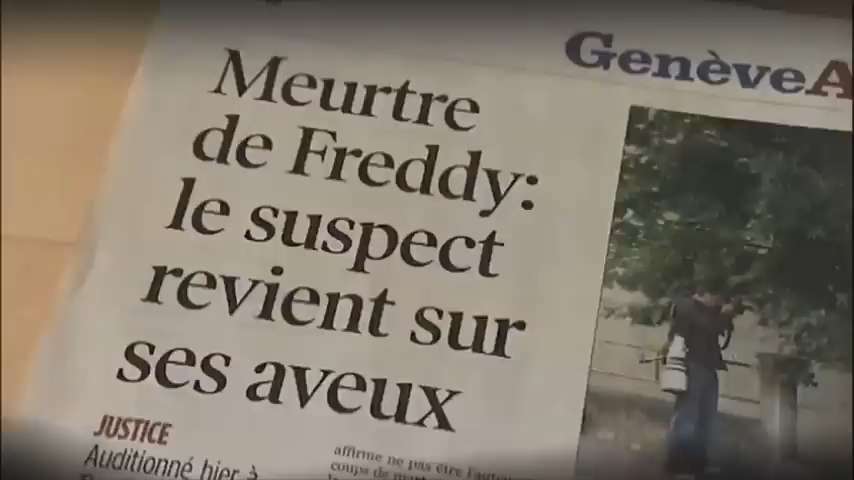 GenèveA
Meurtre
de Freddy:
le suspect
revient sur
ses aveux
JUSTICE
Auditionné hier à
affirme ne pas être l'auteu
coups de